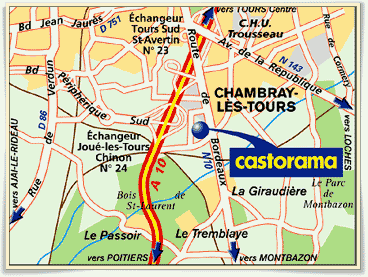 vers TOURS Centre
Bd Jean Jaurès
D 751
Échangeur
Tours Sud
St-Avertin
N° 23
C.H.U.
Trousseau
Route
de
Bordeaux
Av. de la République
N 143
Rue de Cormery
Bd de Verdun
Périphérique
Sud
CHAMBRAY-
LÈS-TOURS
D 86
Échangeur
Joué-les-Tours
Chinon
N° 24
A 10
N10
castorama
vers LOCHES
vers AZAY-LE-RIDEAU
Rue de
Bois de
St-Laurent
La Giraudière
Le Parc
de
Montbazon
Le Passoir
Le Tremblaye
vers POITIERS
vers MONTBAZON